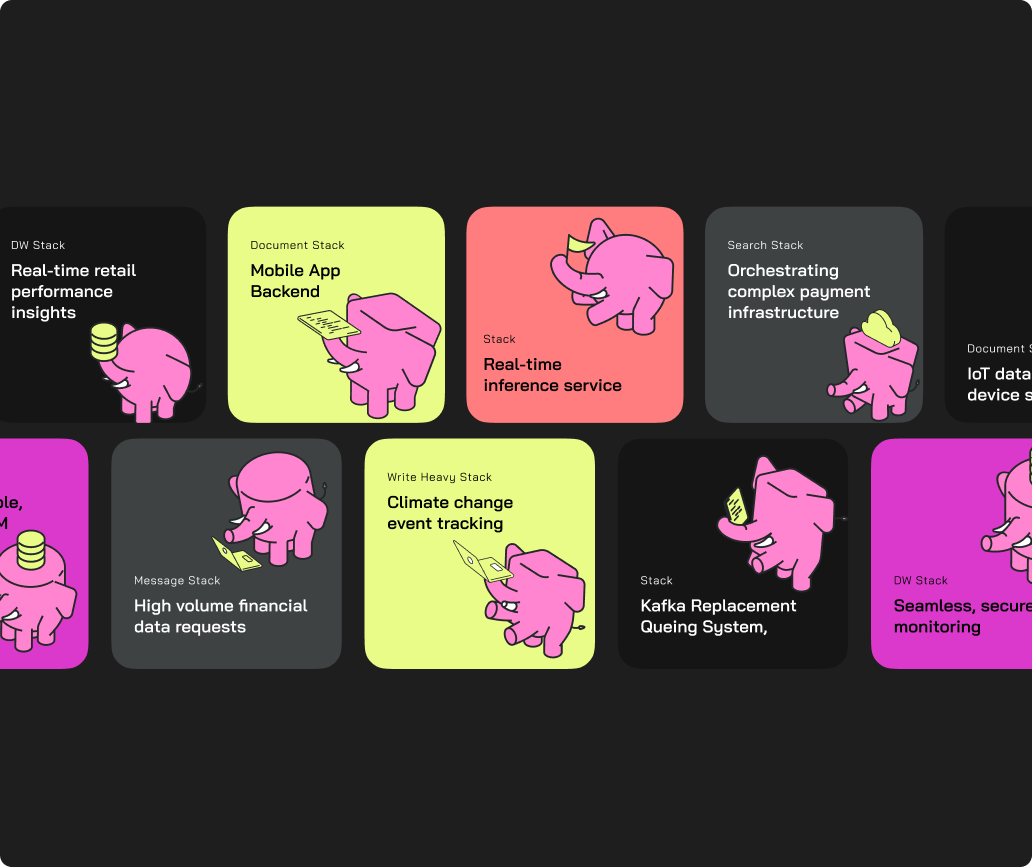 DW Stack
Real-time retail
performance
insights
Document Stack
Mobile App
Backend
Stack
Real-time
inference service
Search Stack
Orchestrating
complex payment
infrastructure
Document
IoT data
device
Message Stack
High volume financial
data requests
Write Heavy Stack
Climate change
event tracking
Stack
Kafka Replacement
Queing System,
DW Stack
Seamless, secure
monitoring